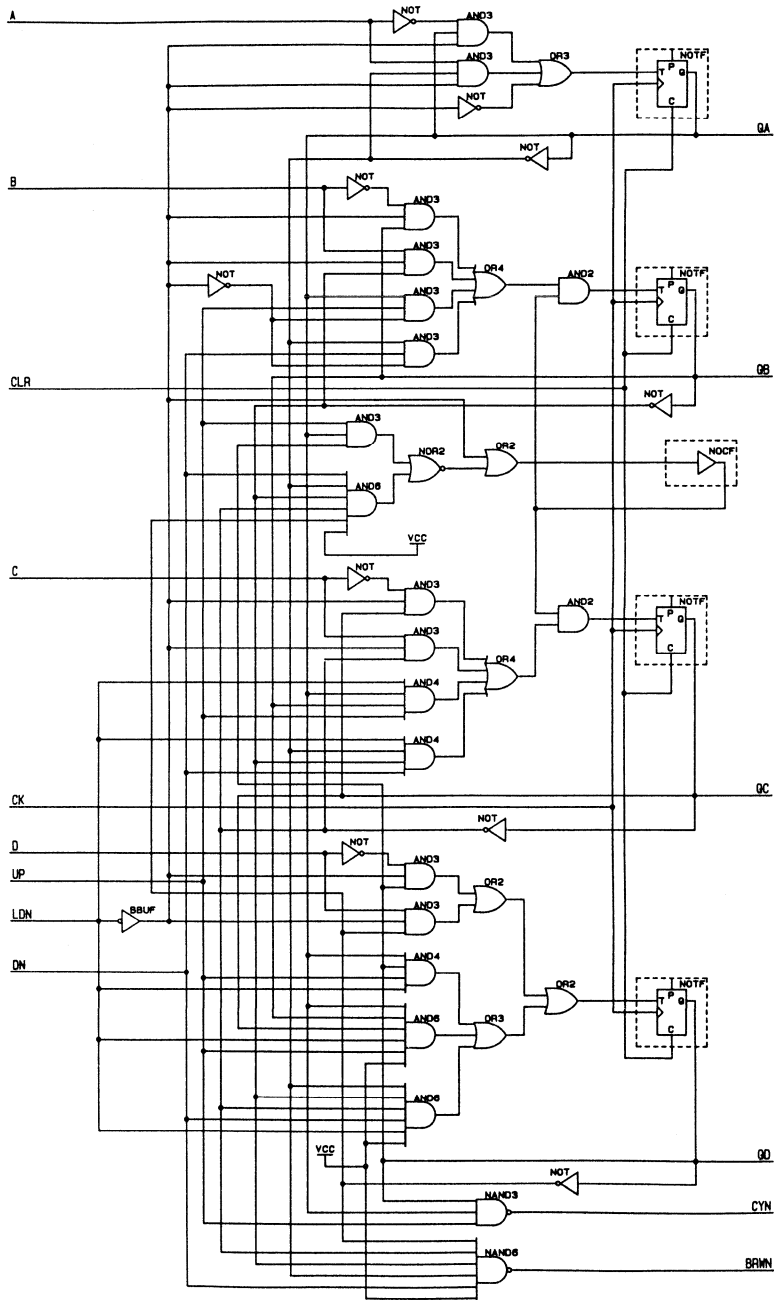 A
NOT
AND3
AND3
OR3
NOTF
T P Q
C
NOT
QA
NOT
B
NOT
AND3
AND3
NOT
OR4
AND2
NOTF
T P Q
C
AND3
AND3
QB
CLR
NOT
AND3
NOR2
OR2
NOCF
AND6
VCC
C
NOT
AND3
AND2
NOTF
T P Q
C
AND3
OR4
AND4
AND4
QC
CK
NOT
D
NOT
AND3
UP
OR2
LDN
BBUF
AND3
DN
AND4
OR2
NOTF
T P Q
C
AND6
OR3
AND6
VCC
QD
NOT
NAND3
CYN
NAND6
BRWN